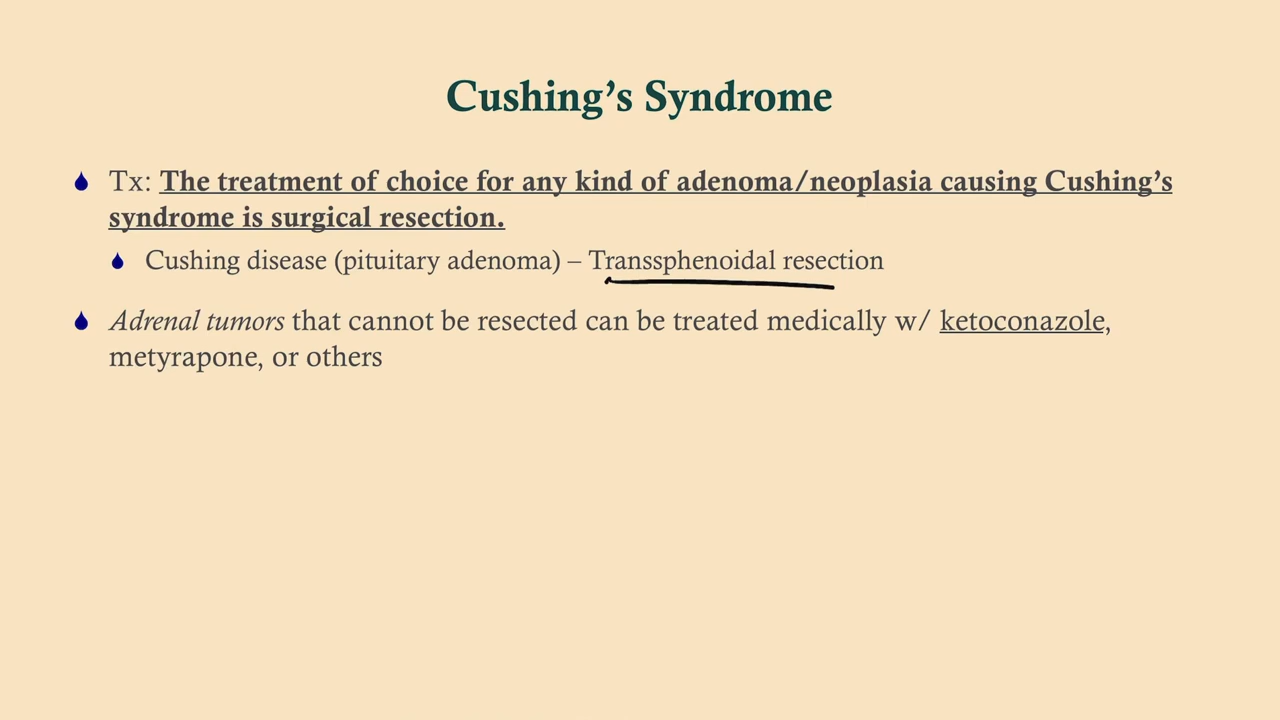 Cushing’s Syndrome
Tx: The treatment of choice for any kind of adenoma/neoplasia causing Cushing’s
syndrome is surgical resection.
Cushing disease (pituitary adenoma) – Transsphenoidal resection
Adrenal tumors that cannot be resected can be treated medically w/ ketoconazole,
metyrapone, or others